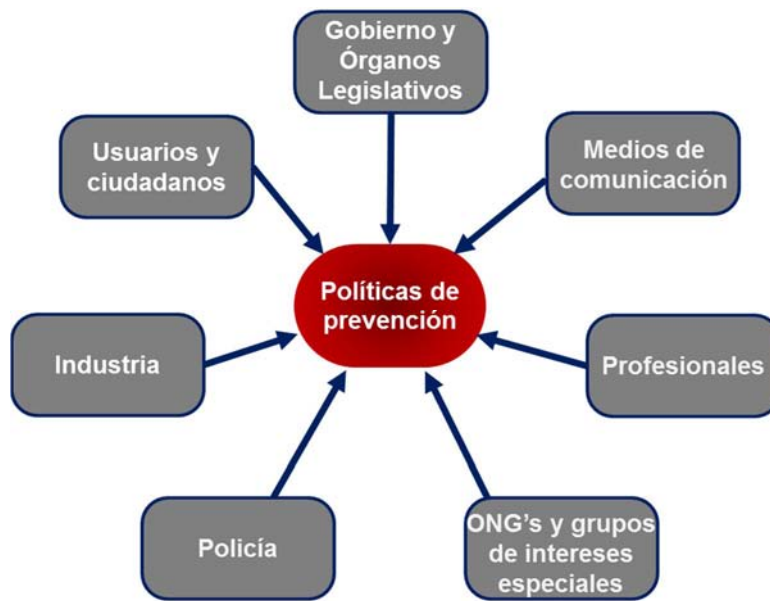 Gobierno y
Órganos
Legislativos
Usuarios y
ciudadanos
Medios de
comunicación
Políticas de
prevención
Industria
Profesionales
Policía
ONG's y grupos
de intereses
especiales